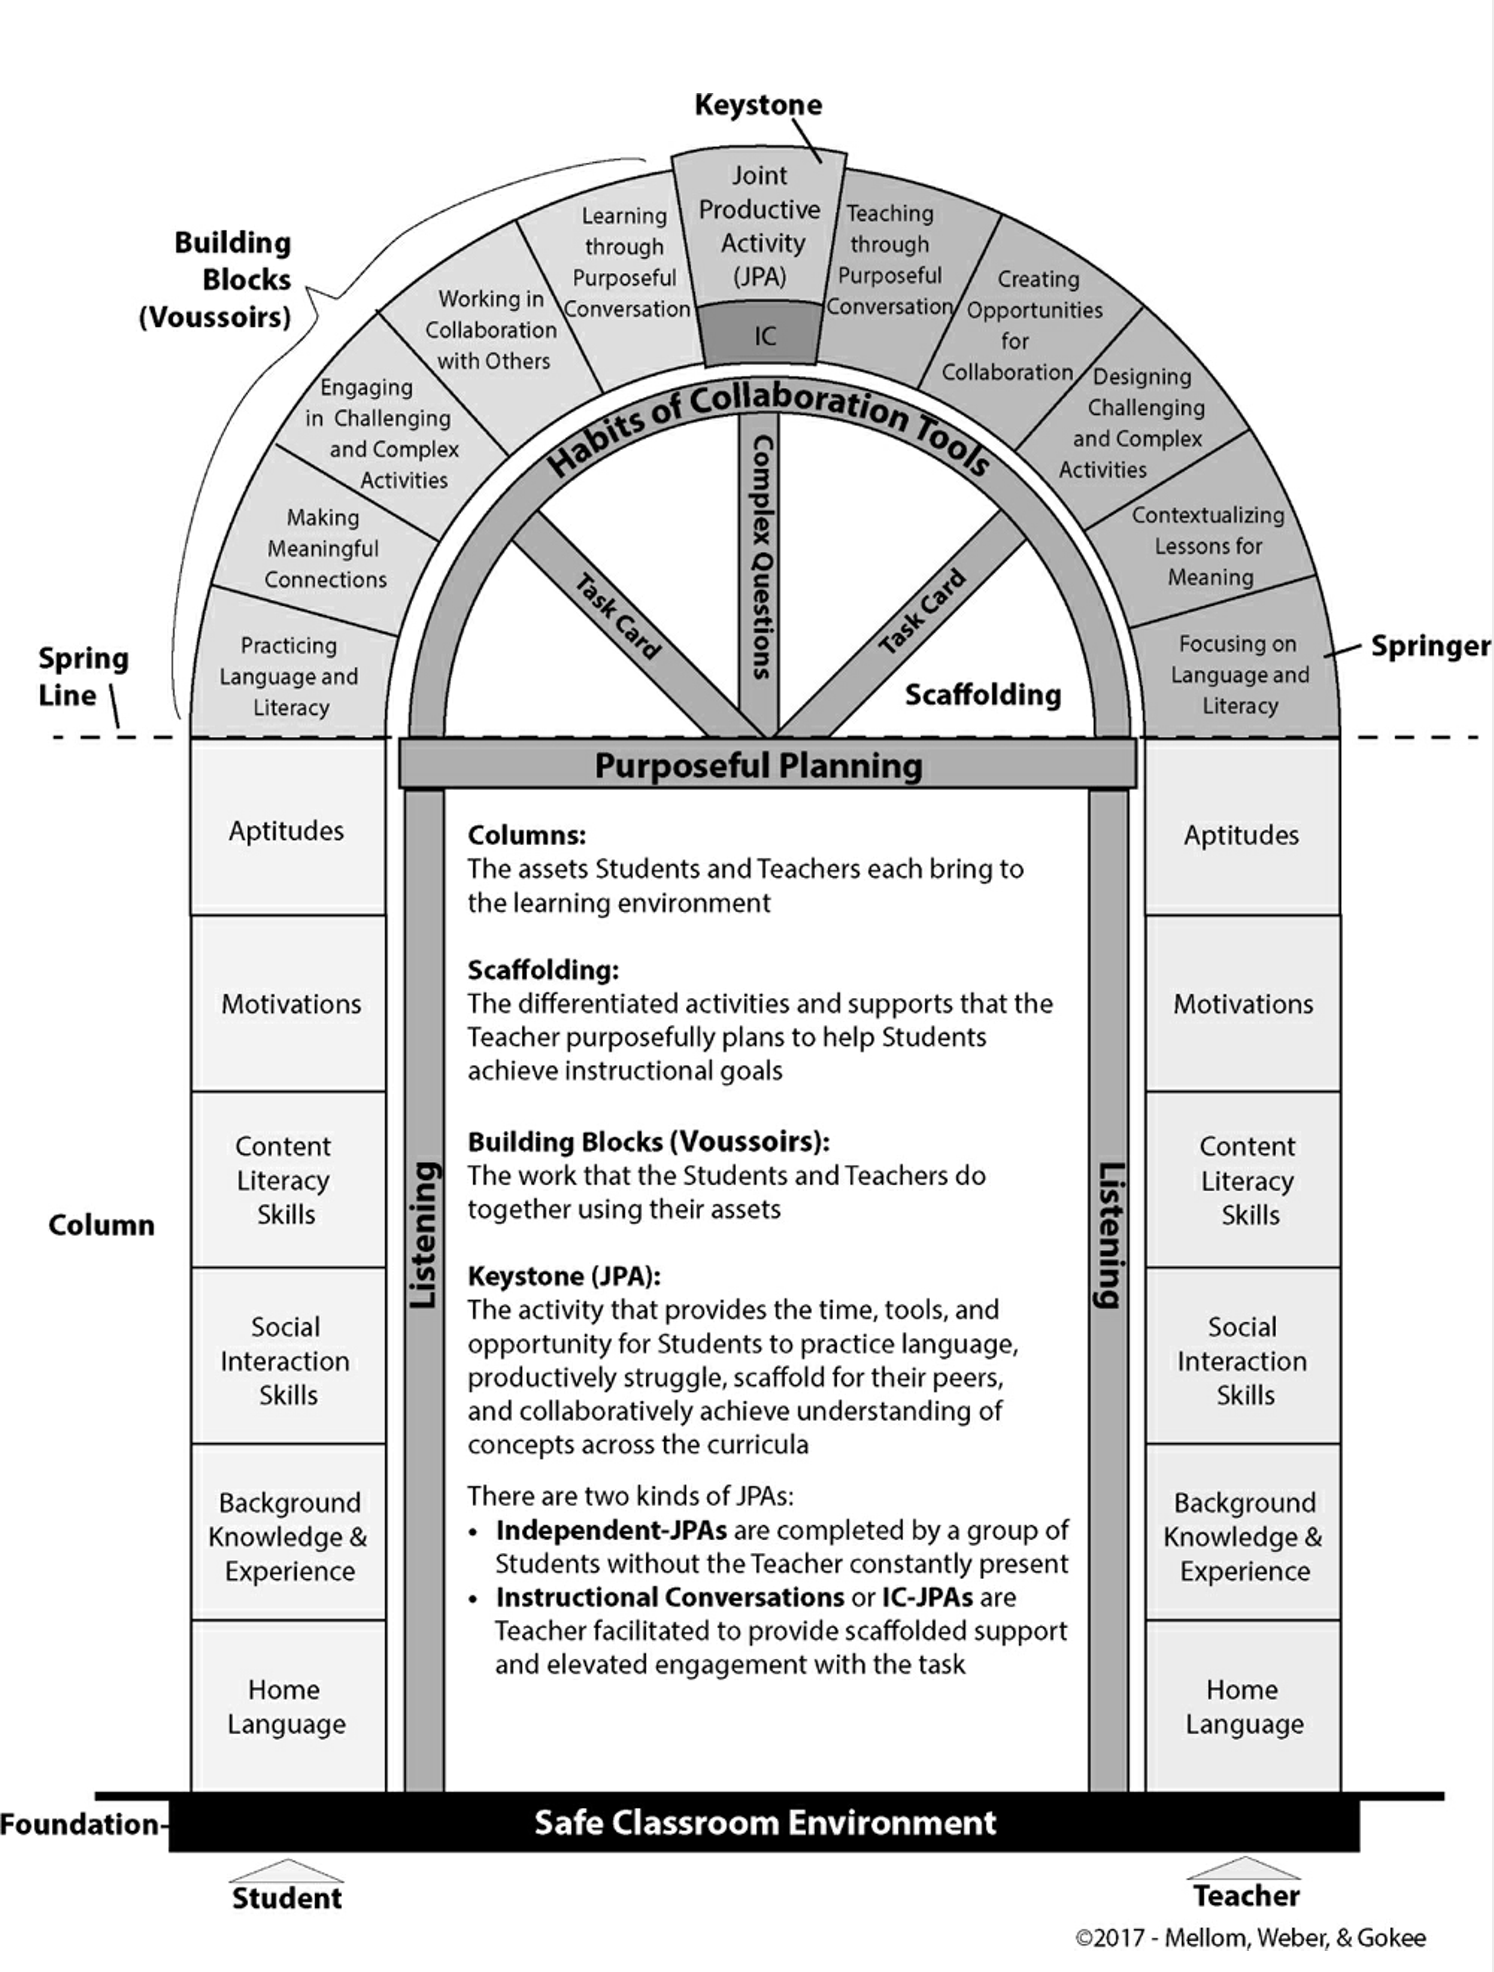 Keystone
Joint
Productive
Activity
(JPA)
IC
Building
Blocks
(Voussoirs)
Learning
through
Purposeful
Conversation
Working in
Collaboration
with Others
Engaging
in Challenging
and Complex
Activities
Making
Meaningful
Connections
Practicing
Language and
Literacy
Teaching
through
Purposeful
Conversation
Creating
Opportunities
for
Collaboration
Designing
Challenging
and Complex
Activities
Contextualizing
Lessons for
Meaning
Focusing on
Language and
Literacy
Springer
Spring
Line
Habits of Collaboration Tools
Task Card
Complex Questions
Task Card
Scaffolding
Purposeful Planning
Column
Aptitudes
Motivations
Content
Literacy
Skills
Social
Interaction
Skills
Background
Knowledge &
Experience
Home
Language
Listening
Columns:
The assets Students and Teachers each bring to
the learning environment
Scaffolding:
The differentiated activities and supports that the
Teacher purposefully plans to help Students
achieve instructional goals
Building Blocks (Voussoirs):
The work that the Students and Teachers do
together using their assets
Keystone (JPA):
The activity that provides the time, tools, and
opportunity for Students to practice language,
productively struggle, scaffold for their peers,
and collaboratively achieve understanding of
concepts across the curricula
There are two kinds of JPAs:
• Independent-JPAs are completed by a group of
Students without the Teacher constantly present
• Instructional Conversations or IC-JPAs are
Teacher facilitated to provide scaffolded support
and elevated engagement with the task
Listening
Aptitudes
Motivations
Content
Literacy
Skills
Social
Interaction
Skills
Background
Knowledge &
Experience
Home
Language
Foundation-
Safe Classroom Environment
Student
Teacher
©2017 - Mellom, Weber, & Gokee